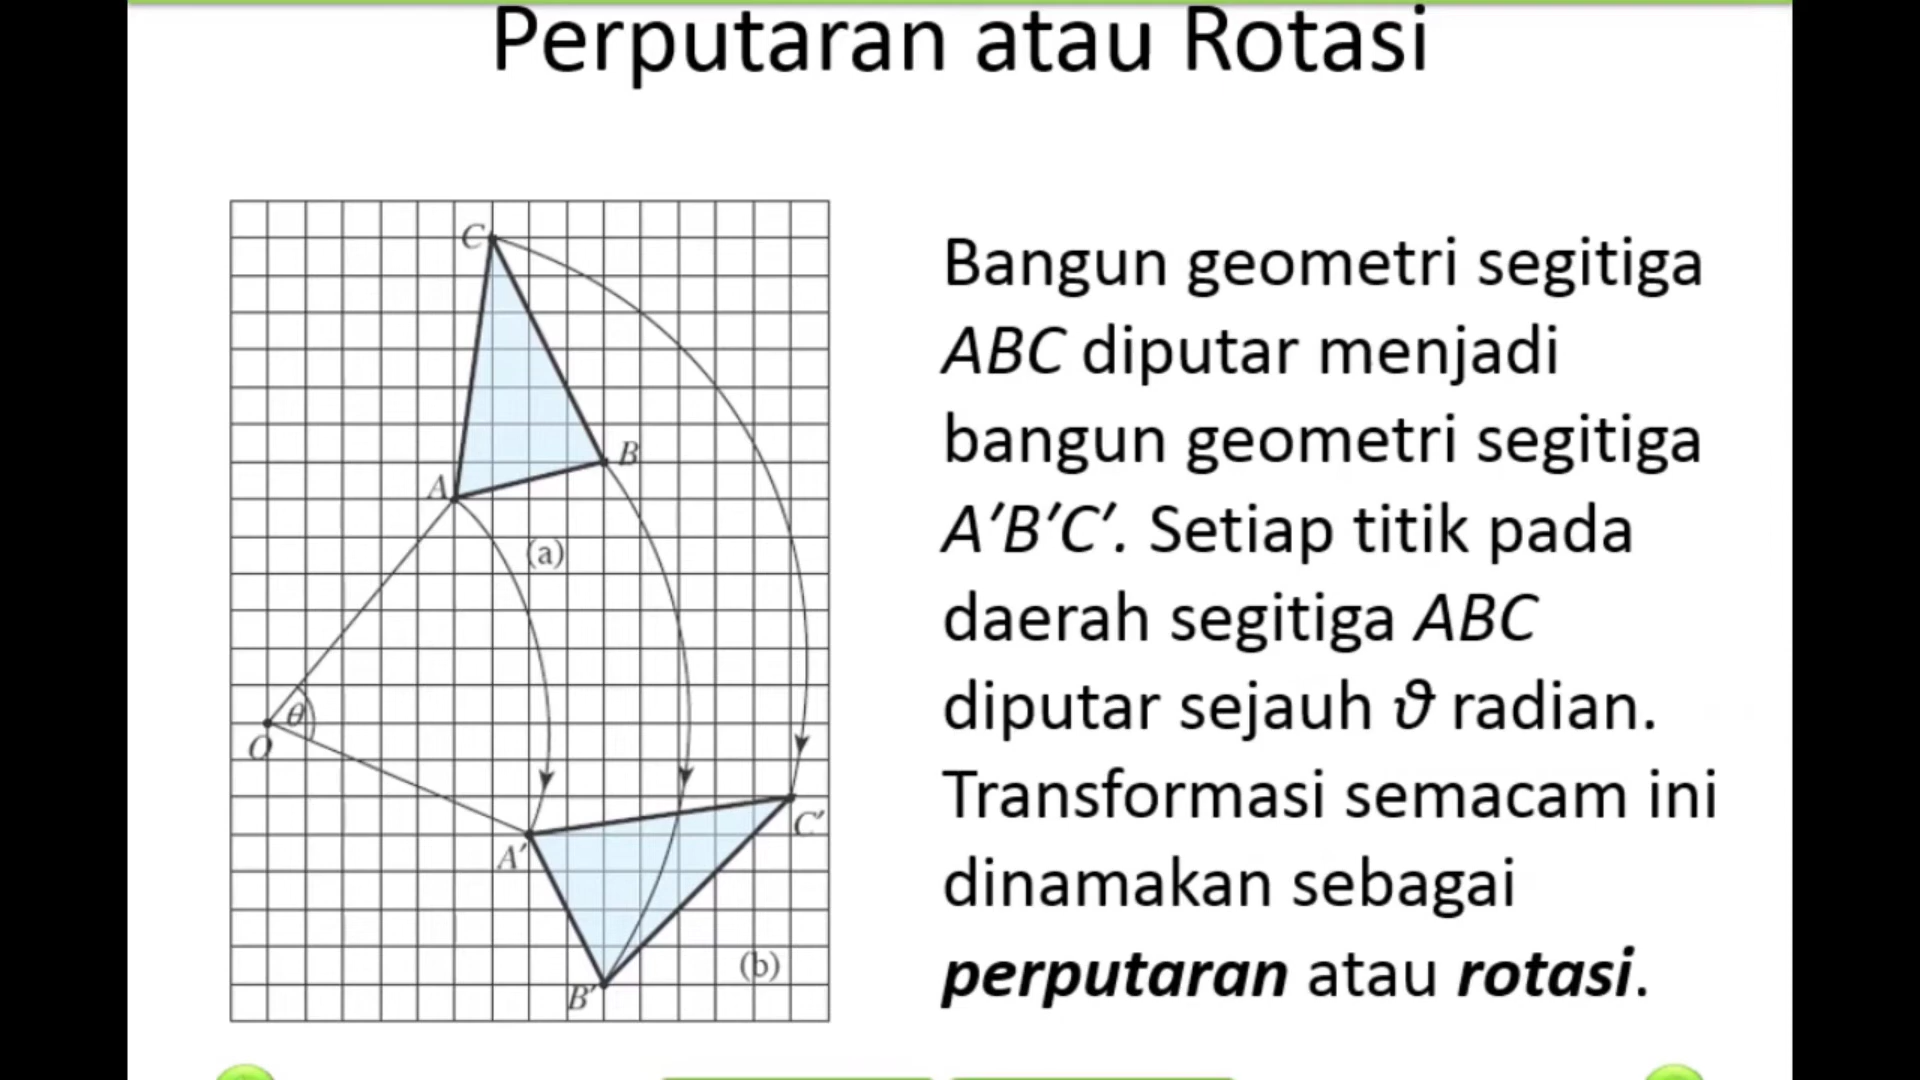 Perputaran atau Rotasi
C
B
A
(a)
θ
O
C′
A′
(b)
B′
Bangun geometri segitiga
ABC diputar menjadi
bangun geometri segitiga
A′B′C′. Setiap titik pada
daerah segitiga ABC
diputar sejauh ϑ radian.
Transformasi semacam ini
dinamakan sebagai
perputaran atau rotasi.